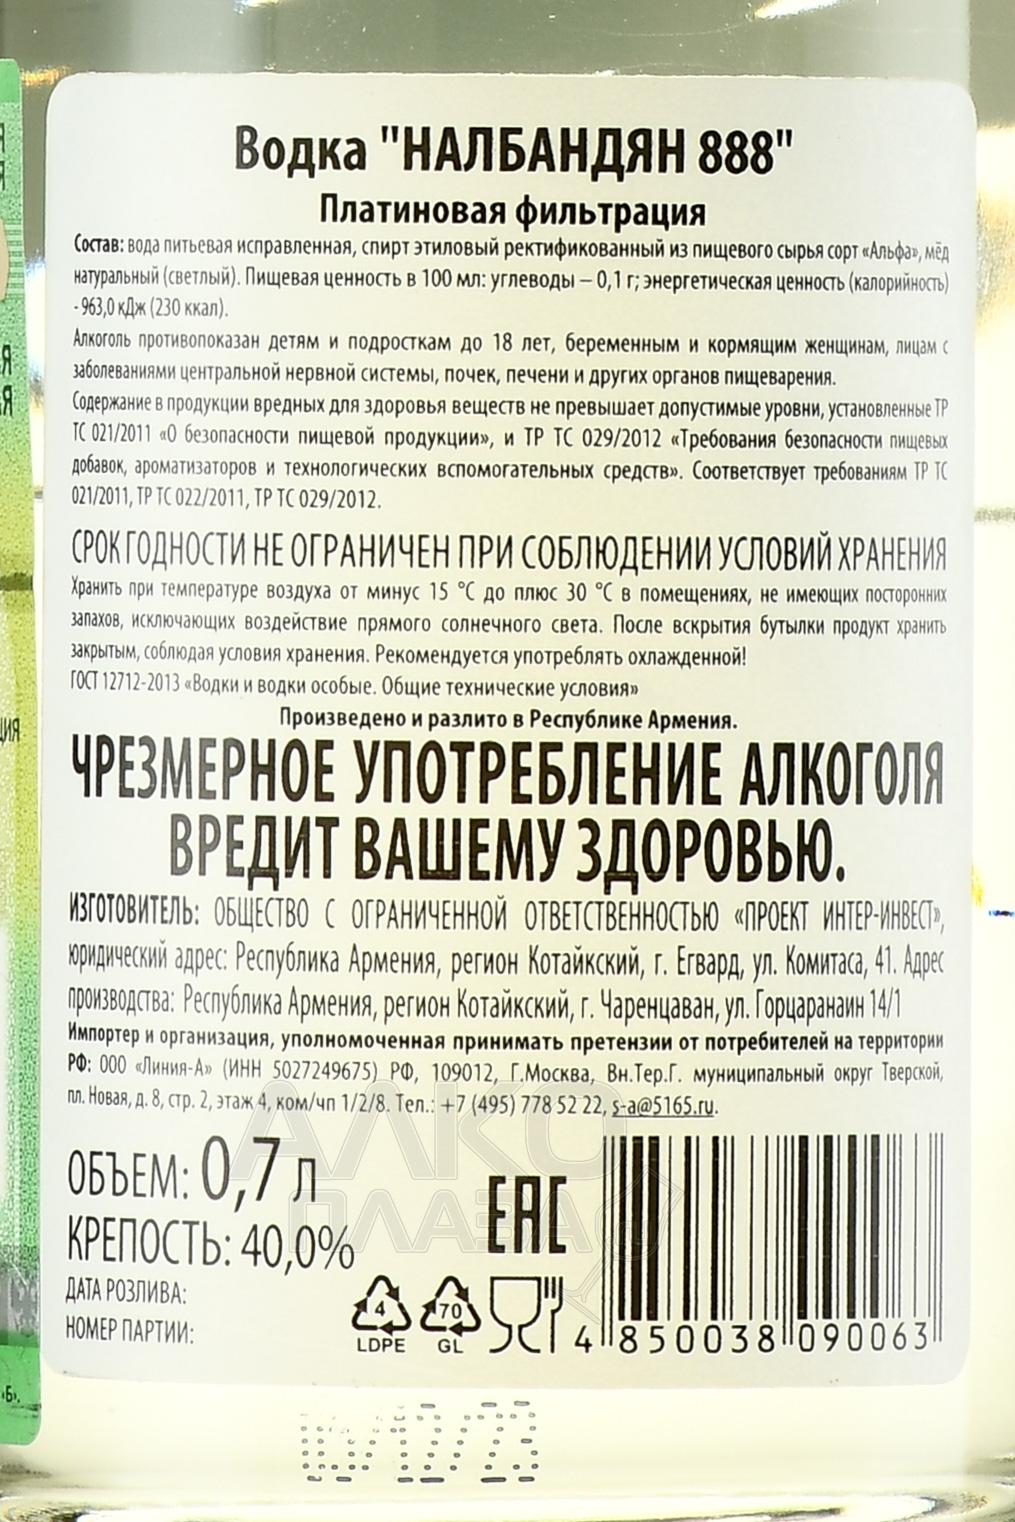 Водка "НАЛБАНДЯН 888"
Платиновая фильтрация
Состав: вода питьевая исправленная, спирт этиловый ректификованный из пищевого сырья сорт «Альфа», мёд
натуральный (светлый). Пищевая ценность в 100 мл: углеводы – 0,1 г; энергетическая ценность (калорийность)
- 963,0 кДж (230 ккал).
Алкоголь противопоказан детям и подросткам до 18 лет, беременным и кормящим женщинам, лицам с
заболеваниями центральной нервной системы, почек, печени и других органов пищеварения.
Содержание в продукции вредных для здоровья веществ не превышает допустимые уровни, установленные ТР
ТС 021/2011 «О безопасности пищевой продукции», и ТР ТС 029/2012 «Требования безопасности пищевых
добавок, ароматизаторов и технологических вспомогательных средств». Соответствует требованиям ТР ТС
021/2011, ТР ТС 022/2011, ТР ТС 029/2012.
СРОК ГОДНОСТИ НЕ ОГРАНИЧЕН ПРИ СОБЛЮДЕНИИ УСЛОВИЙ ХРАНЕНИЯ
Хранить при температуре воздуха от минус 15 °С до плюс 30 °С в помещениях, не имеющих посторонних
запахов, исключающих воздействие прямого солнечного света. После вскрытия бутылки продукт хранить
закрытым, соблюдая условия хранения. Рекомендуется употреблять охлажденной!
ГОСТ 12712-2013 «Водки и водки особые. Общие технические условия»
Произведено и разлито в Республике Армения.
ЧРЕЗМЕРНОЕ УПОТРЕБЛЕНИЕ АЛКОГОЛЯ
ВРЕДИТ ВАШЕМУ ЗДОРОВЬЮ.
ИЗГОТОВИТЕЛЬ: ОБЩЕСТВО С ОГРАНИЧЕННОЙ ОТВЕТСТВЕННОСТЬЮ «ПРОЕКТ ИНТЕР-ИНВЕСТ»,
юридический адрес: Республика Армения, регион Котайкский, г. Егвард, ул. Комитаса, 41. Адрес
производства: Республика Армения, регион Котайкский, г. Чаренцаван, ул. Горцаранаин 14/1
Импортер и организация, уполномоченная принимать претензии от потребителей на территории
РФ: ООО «Линия-А» (ИНН 5027249675) РФ, 109012, Г.Москва, Вн.Тер.Г. муниципальный округ Тверской,
пл. Новая, д. 8, стр. 2, этаж 4, ком/чп 1/2/8. Тел.: +7 (495) 778 52 22, s-a@5165.ru.
ОБЪЕМ: 0,7 л
КРЕПОСТЬ: 40,0%
ДАТА РОЗЛИВА:
НОМЕР ПАРТИИ:
ЕАС
4
LDPE
70
GL
4 850038 090063
АЛКО
ПЛАЗА